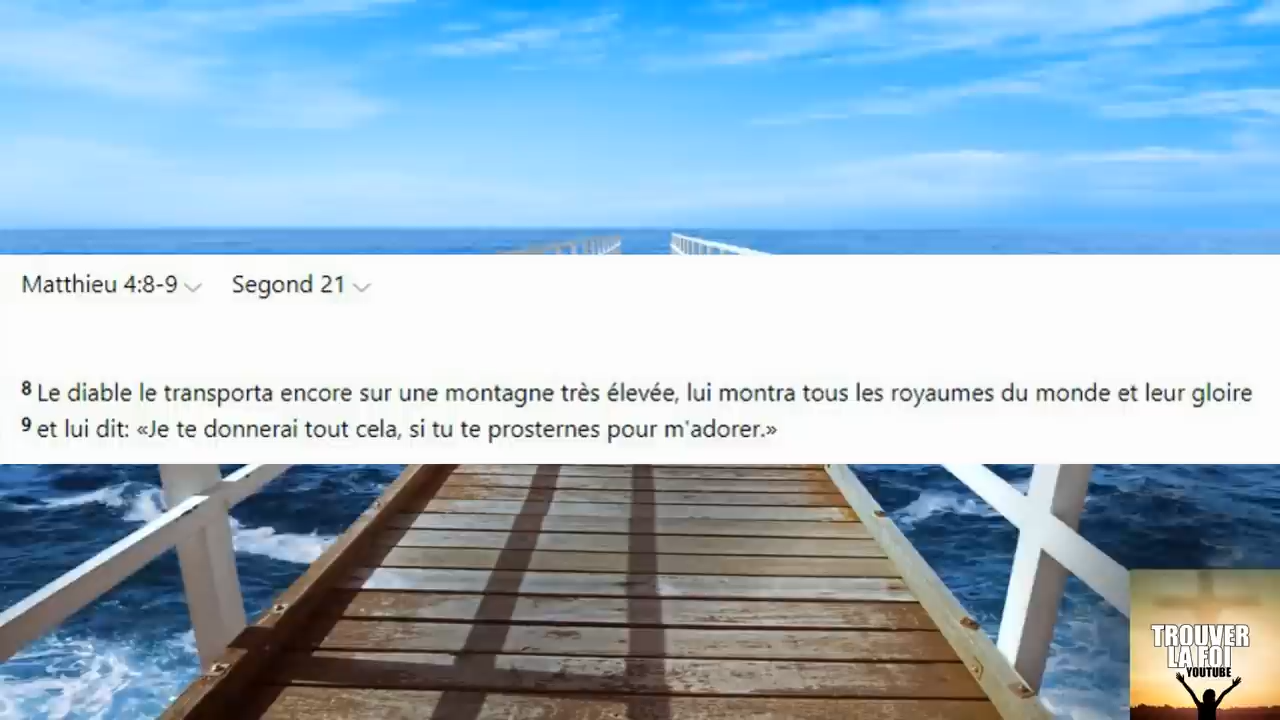 Matthieu 4:8-9 Segond 21
8 Le diable le transporta encore sur une montagne très élevée, lui montra tous les royaumes du monde et leur gloire
9 et lui dit: «Je te donnerai tout cela, si tu te prosternes pour m'adorer.»
TROUVER
LA FOI
YOUTUBE